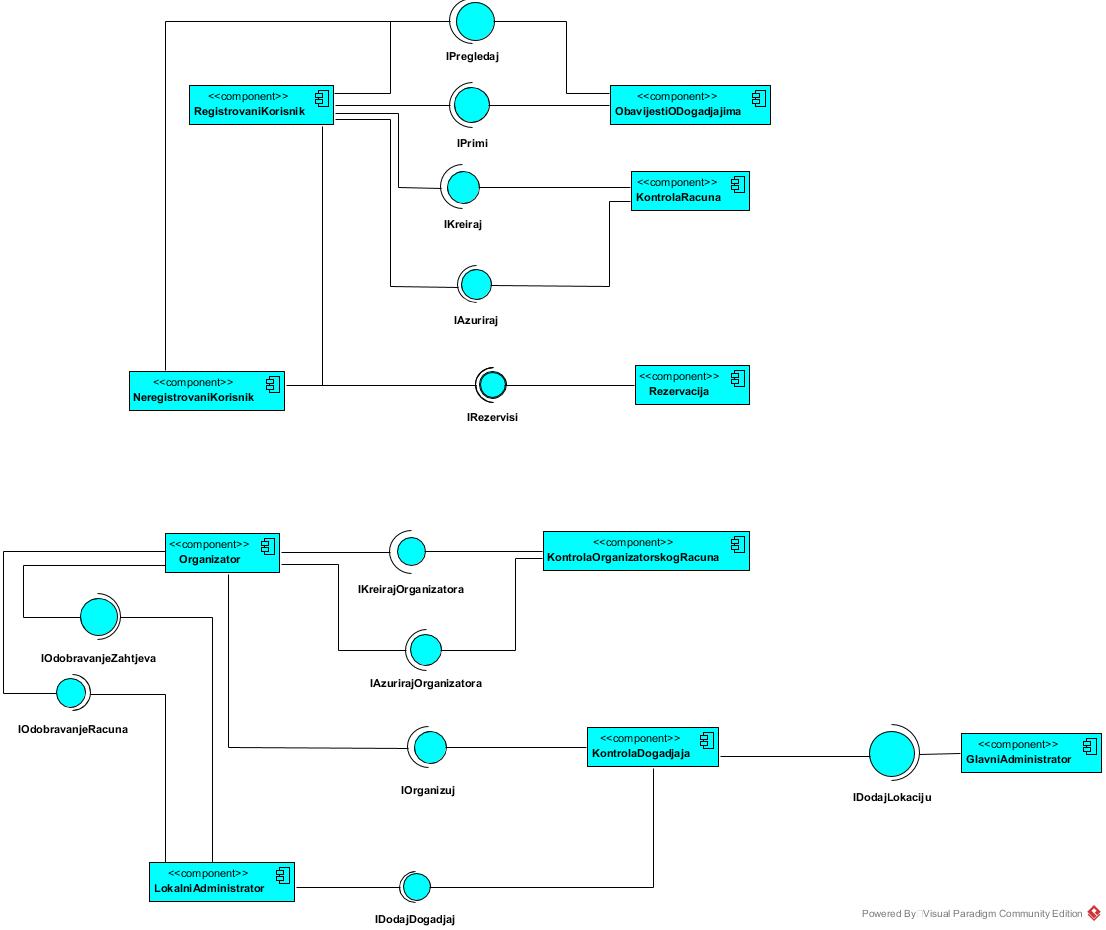 IPregledaj
<<component>>
RegistrovaniKorisnik
<<component>>
ObavijestiODogadjajima
IPrimi
<<component>>
KontrolaRacuna
IKreiraj
IAzuriraj
<<component>>
NeregistrovaniKorisnik
<<component>>
Rezervacija
IRezervisi
<<component>>
Organizator
<<component>>
KontrolaOrganizatorskogRacuna
IKreirajOrganizatora
IOdobravanjeZahtjeva
IAzurirajOrganizatora
IOdobravanjeRacuna
<<component>>
KontrolaDogadjaja
<<component>>
GlavniAdministrator
IOrganizuj
IDodajLokaciju
<<component>>
LokalniAdministrator
IDodajDogadjaj
Powered By Visual Paradigm Community Edition